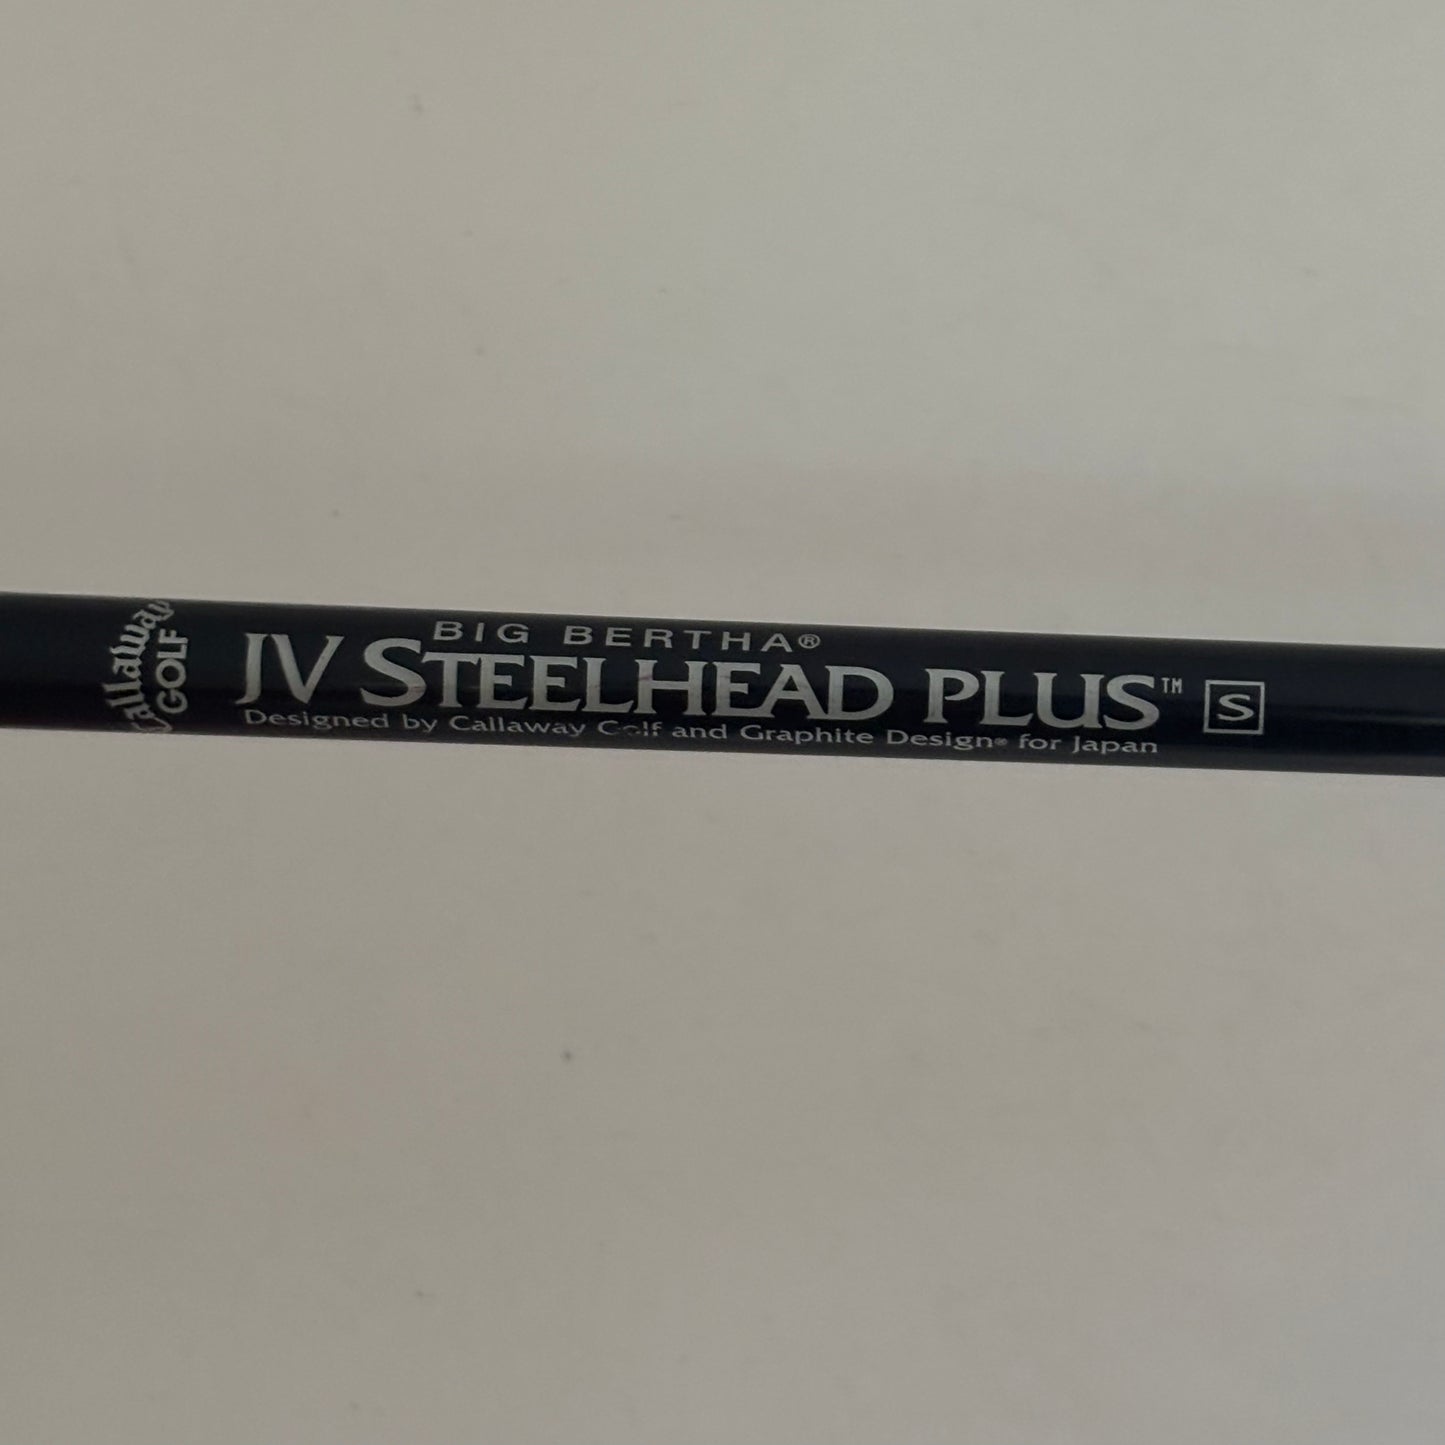 Callaway
GOLF
BIG BERTHA®
JV STEELHEAD PLUS™ S
Designed by Callaway Golf and Graphite Design® for Japan